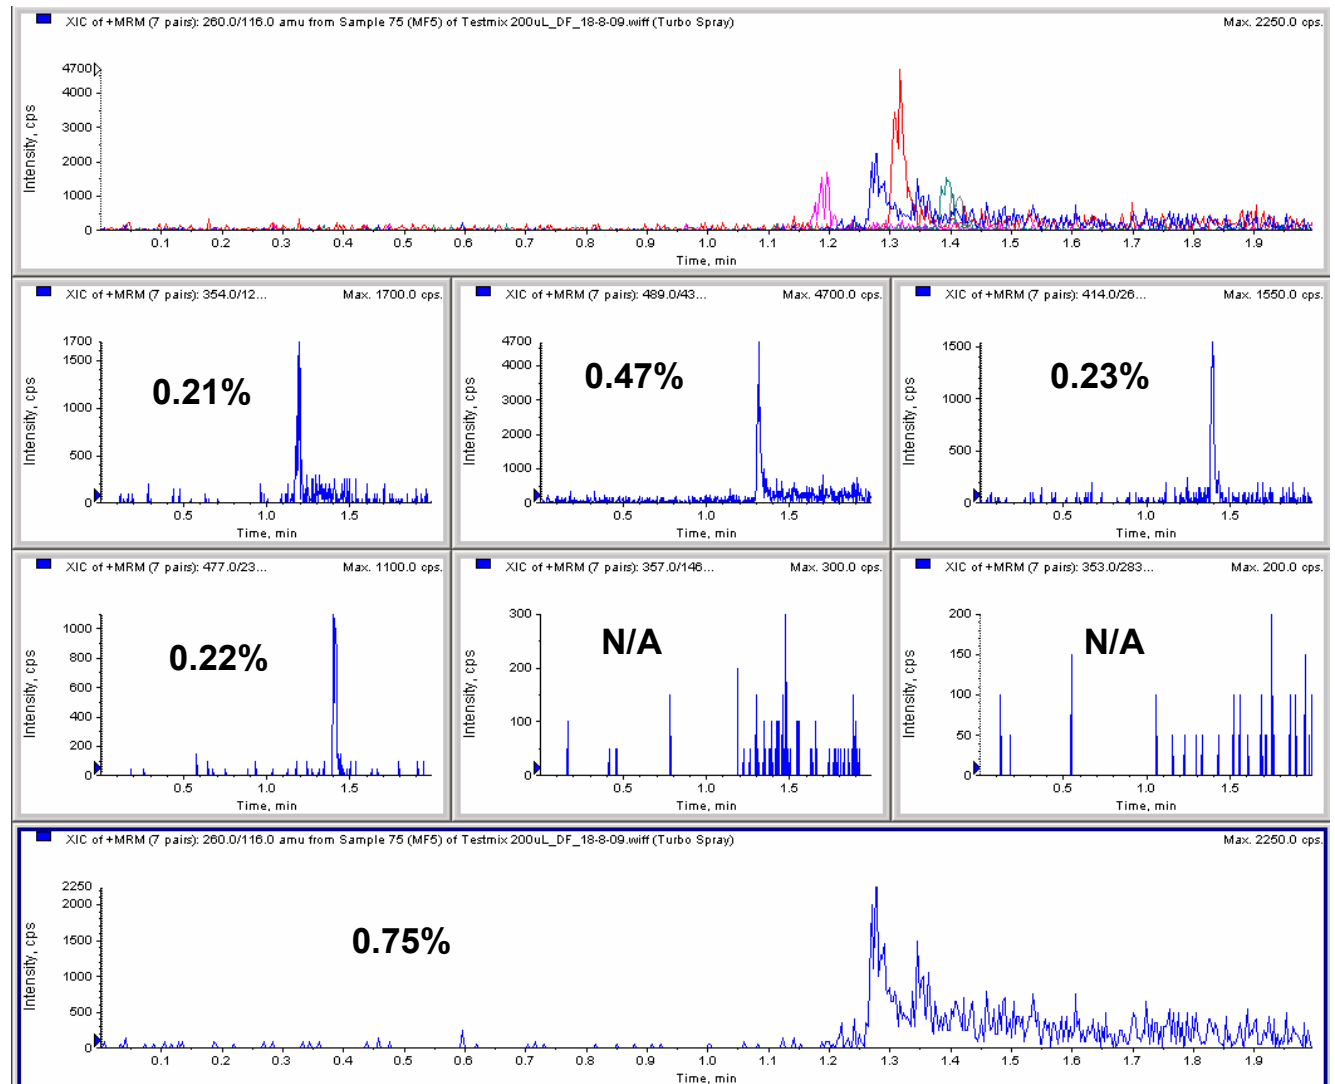 XIC of +MRM (7 pairs): 260.0/116.0 amu from Sample 75 (MF5) of Testmix 200uL_DF_18-8-09.wiff (Turbo Spray) Max. 2250.0 cps.
4700
4000
3000
2000
1000
0
Intensity, cps
0.1 0.2 0.3 0.4 0.5 0.6 0.7 0.8 0.9 1.0 1.1 1.2 1.3 1.4 1.5 1.6 1.7 1.8 1.9
Time, min
XIC of +MRM (7 pairs): 354.0/12... Max. 1700.0 cps.
1700
1500
1000
500
0
Intensity, cps
0.21%
0.5 1.0 1.5
Time, min
XIC of +MRM (7 pairs): 489.0/43... Max. 4700.0 cps.
4700
4000
3000
2000
1000
0
Intensity, cps
0.47%
0.5 1.0 1.5
Time, min
XIC of +MRM (7 pairs): 414.0/26... Max. 1550.0 cps.
1500
1000
500
0
Intensity, cps
0.23%
0.5 1.0 1.5
Time, min
XIC of +MRM (7 pairs): 477.0/23... Max. 1100.0 cps.
1000
800
600
400
200
0
Intensity, cps
0.22%
0.5 1.0 1.5
Time, min
XIC of +MRM (7 pairs): 357.0/146... Max. 300.0 cps.
300
200
100
0
Intensity, cps
N/A
0.5 1.0 1.5
Time, min
XIC of +MRM (7 pairs): 353.0/283... Max. 200.0 cps.
200
150
100
50
0
Intensity, cps
N/A
0.5 1.0 1.5
Time, min
XIC of +MRM (7 pairs): 260.0/116.0 amu from Sample 75 (MF5) of Testmix 200uL_DF_18-8-09.wiff (Turbo Spray) Max. 2250.0 cps.
2250
2000
1500
1000
500
0
Intensity, cps
0.75%
0.1 0.2 0.3 0.4 0.5 0.6 0.7 0.8 0.9 1.0 1.1 1.2 1.3 1.4 1.5 1.6 1.7 1.8 1.9
Time, min